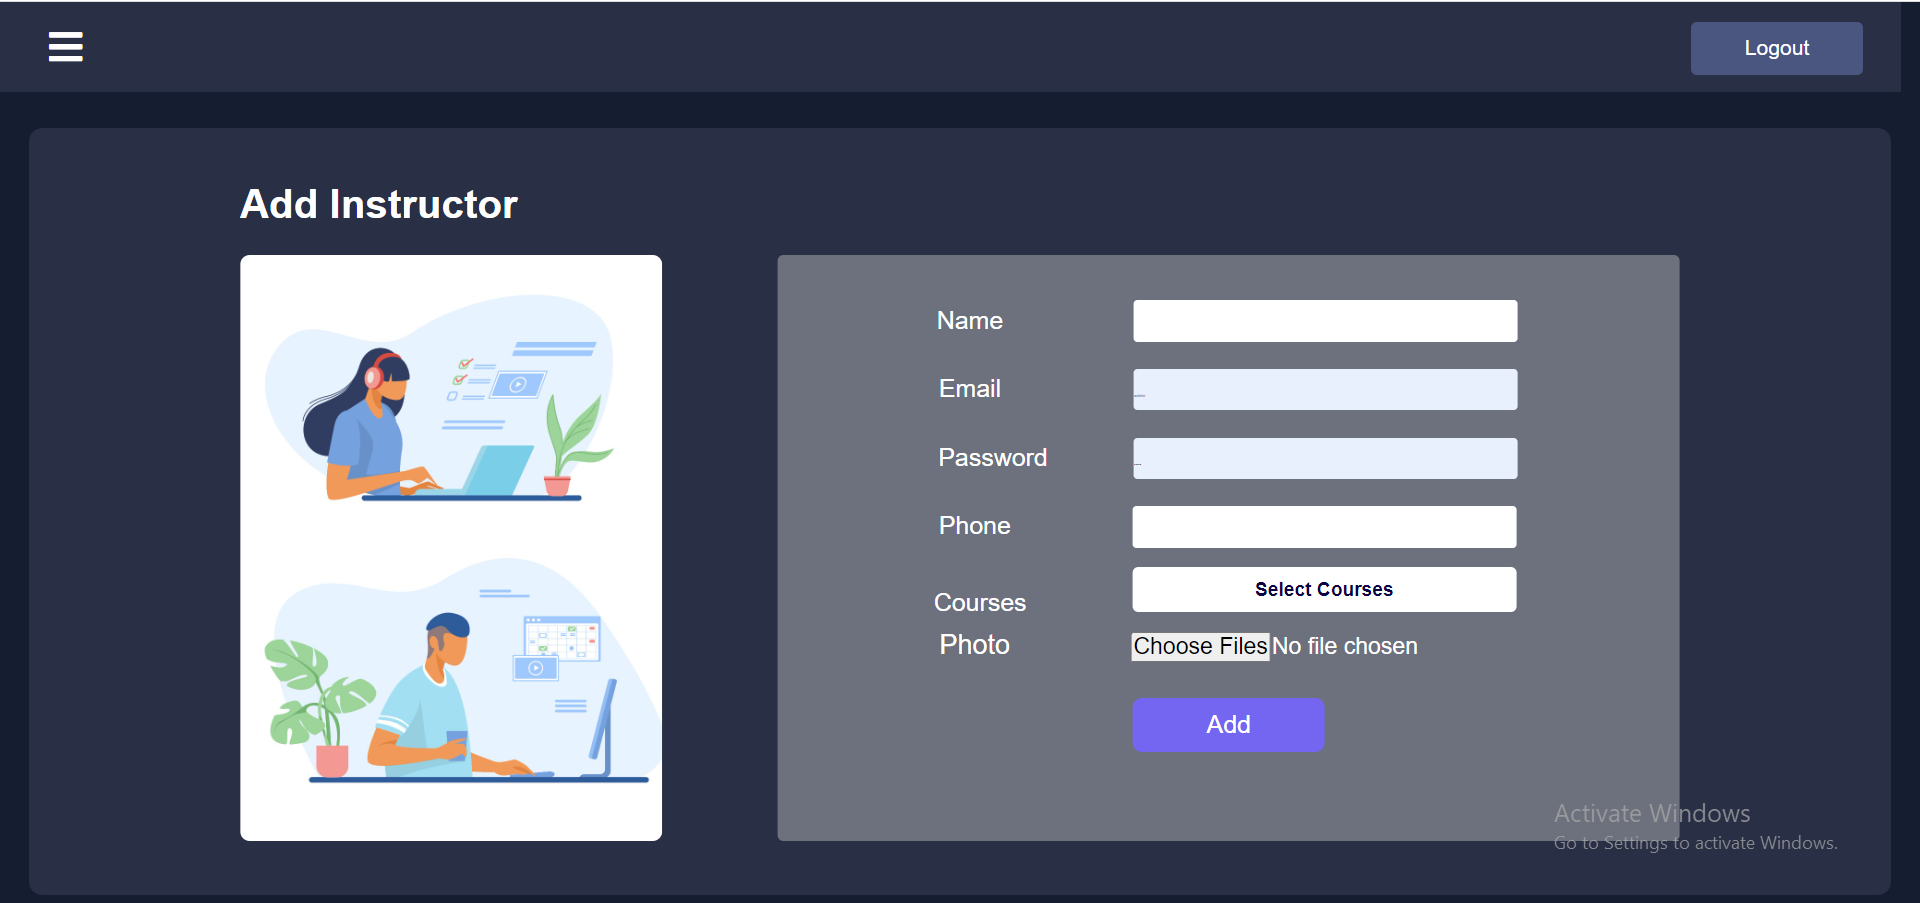 Logout
Add Instructor
Name
Email
Password
Phone
Courses
Select Courses
Photo
Choose Files No file chosen
Add
Activate Windows
Go to Settings to activate Windows.